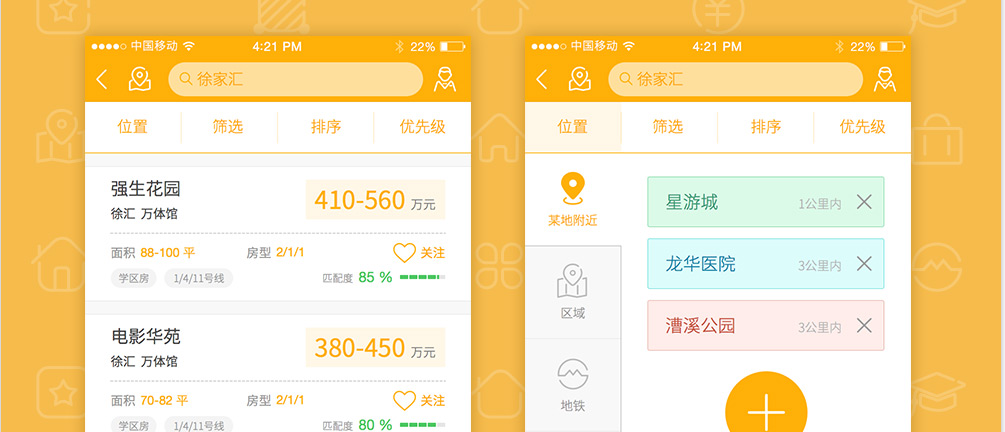 中国移动 4:21 PM 22%
徐家汇
位置 筛选 排序 优先级
强生花园
徐汇 万体馆
410-560 万元
面积 88-100 平 房型 2/1/1 关注
学区房 1/4/11号线 匹配度 85 %
电影华苑
徐汇 万体馆
380-450 万元
面积 70-82 平 房型 2/1/1 关注
学区房 1/4/11号线 匹配度 80 %
中国移动 4:21 PM 22%
徐家汇
位置 筛选 排序 优先级
某地附近
区域
地铁
星游城 1公里内
龙华医院 3公里内
漕溪公园 3公里内